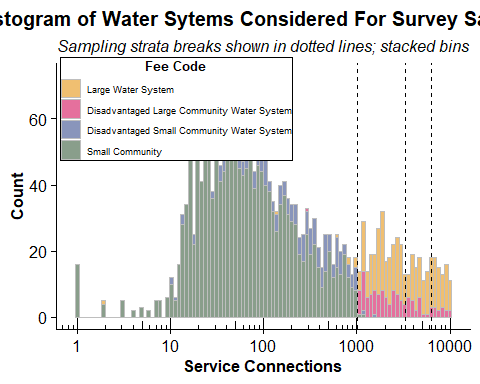 stogram of Water Sytems Considered For Survey Sa
Sampling strata breaks shown in dotted lines; stacked bins
Fee Code
Large Water System
Disadvantaged Large Community Water System
Disadvantaged Small Community Water System
Small Community
Count
60
40
20
0
1 10 100 1000 10000
Service Connections